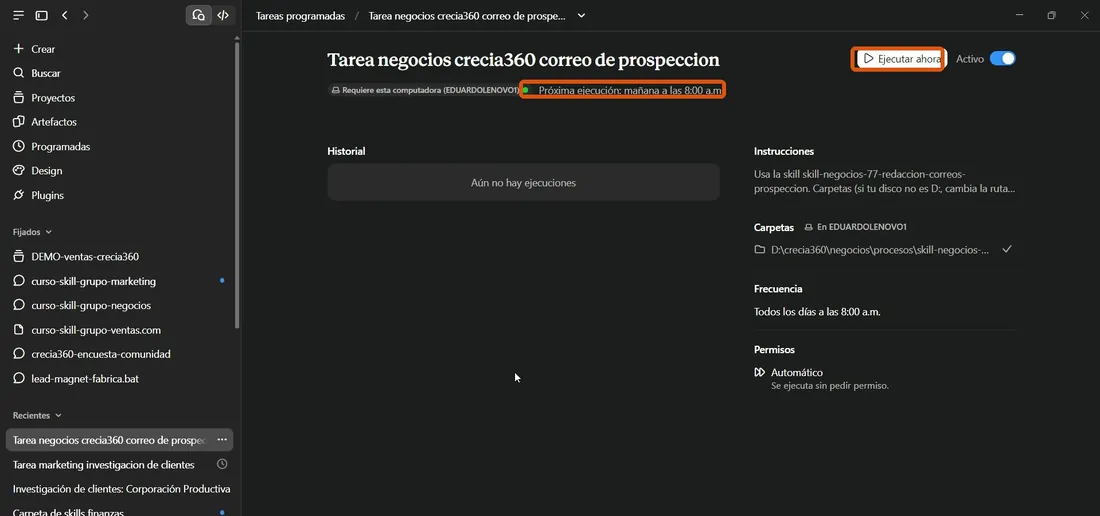 Tareas programadas / Tarea negocios crecia360 correo de prospe...
Crear
Buscar
Proyectos
Artefactos
Programadas
Design
Plugins
Fijados
DEMO-ventas-crecia360
curso-skill-grupo-marketing
curso-skill-grupo-negocios
curso-skill-grupo-ventas.com
crecia360-encuesta-comunidad
lead-magnet-fabrica.bat
Recientes
Tarea negocios crecia360 correo de prospec
Tarea marketing investigacion de clientes
Investigación de clientes: Corporación Productiva
Carpeta de skills finanzas
Tarea negocios crecia360 correo de prospeccion
Ejecutar ahora
Activo
Requiere esta computadora (EDUARDOLENOVO1)
Próxima ejecución: mañana a las 8:00 a.m
Historial
Aún no hay ejecuciones
Instrucciones
Usa la skill skill-negocios-77-redaccion-correos-
prospeccion. Carpetas (si tu disco no es D:, cambia la ruta...
Carpetas En EDUARDOLENOVO1
D:\crecia360\negocios\procesos\skill-negocios-...
Frecuencia
Todos los días a las 8:00 a.m.
Permisos
Automático
Se ejecuta sin pedir permiso.